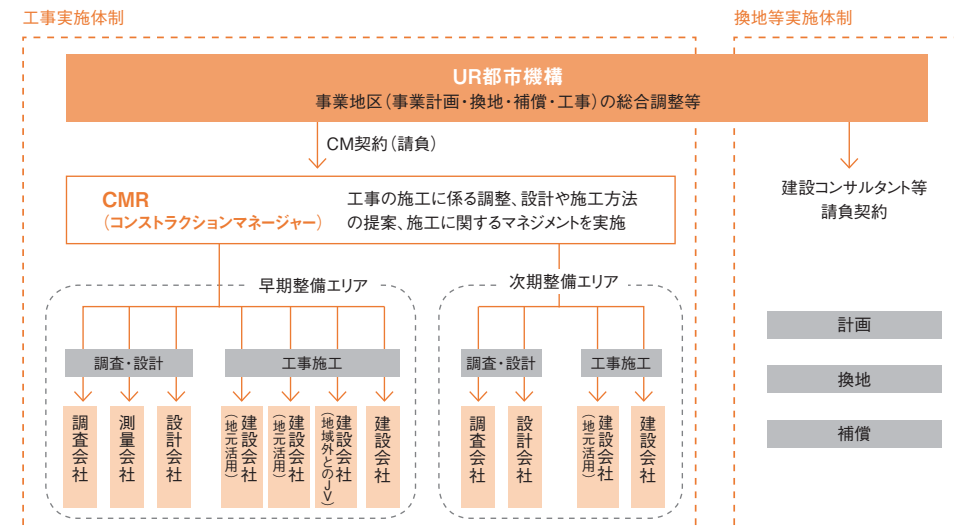 工事実施体制
換地等実施体制
UR都市機構
事業地区（事業計画・換地・補償・工事）の総合調整等
CM契約（請負）
CMR
（コンストラクションマネージャー）
工事の施工に係る調整、設計や施工方法
の提案、施工に関するマネジメントを実施
建設コンサルタント等
請負契約
早期整備エリア
次期整備エリア
調査・設計
工事施工
調査・設計
工事施工
調査会社
測量会社
設計会社
建設会社
（地元活用）
建設会社
（地元活用）
建設会社
（地域外とのJV）
建設会社
調査会社
設計会社
建設会社
（地元活用）
建設会社
計画
換地
補償